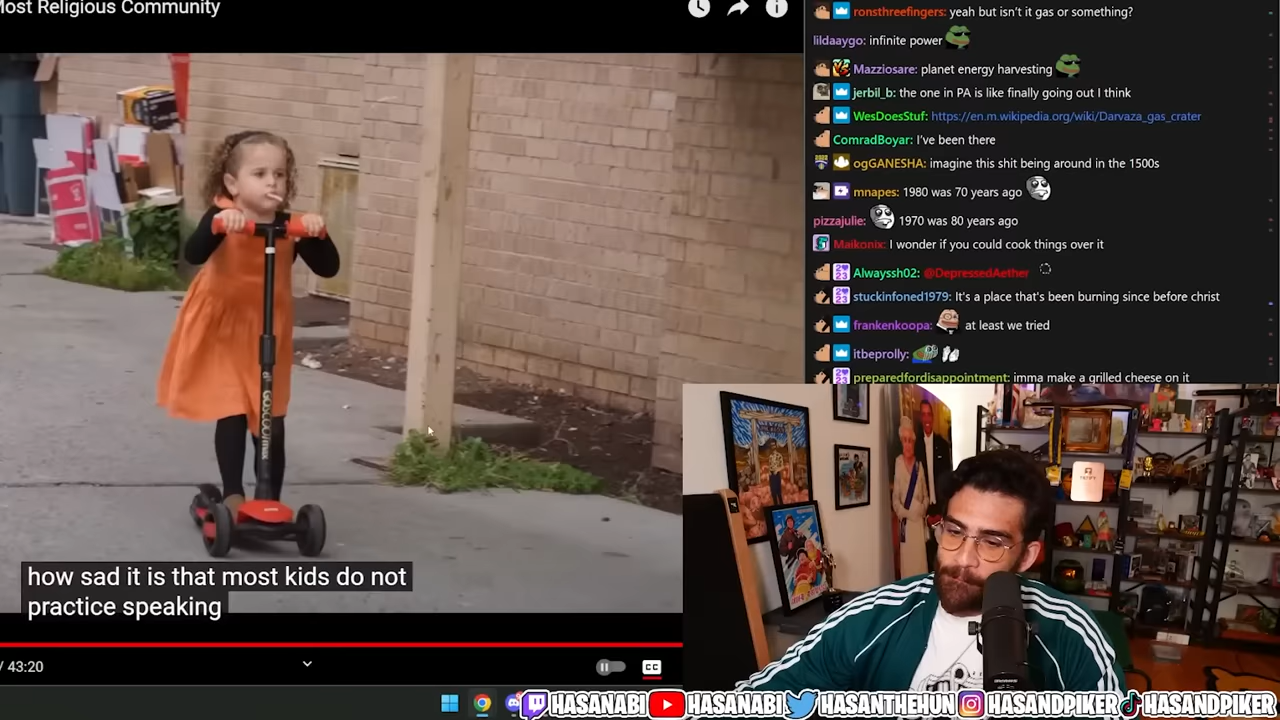 Most Religious Community
how sad it is that most kids do not
practice speaking
/ 43:20
CC
ronsthreefingers: yeah but isn't it gas or something?
lildaaygo: infinite power
Mazziosare: planet energy harvesting
jerbil_b: the one in PA is like finally going out I think
WesDoesStuf: https://en.m.wikipedia.org/wiki/Darvaza_gas_crater
ComradBoyar: I've been there
ogGANESHA: imagine this shit being around in the 1500s
mnapes: 1980 was 70 years ago
pizzajulie: 1970 was 80 years ago
Maikonix: I wonder if you could cook things over it
Alwayssh02: @DepressedAether
stuckinfoned1979: It's a place that's been burning since before christ
frankenkoopa: at least we tried
itbeprolly:
preparedfordisappointment: imma make a grilled cheese on it
HASANABI HASANABI HASANTHEHUN HASANDPIKER HASANDPIKER